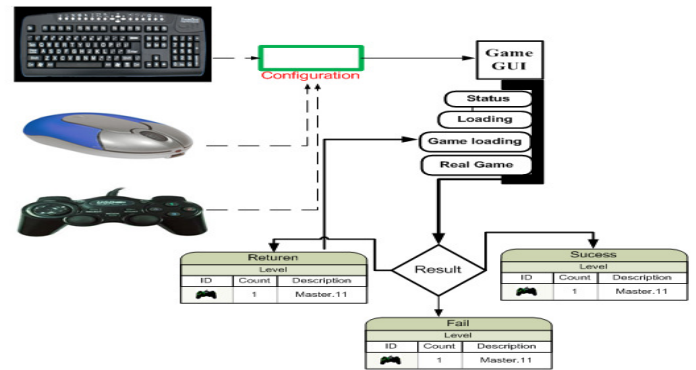 Game
GUI
Configuration
Status
Loading
Game loading
Real Game
Returen
Level
ID Count Description
1 Master.11
Result
Sucess
Level
ID Count Description
1 Master.11
Fail
Level
ID Count Description
1 Master.11